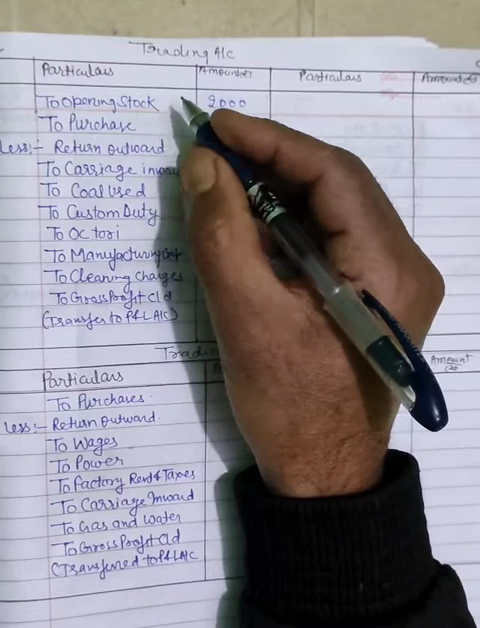 Trading A/c
Particulars Amount Particulars Amount
To Opening Stock 2000
To Purchase
Less:- Return outward
To Carriage inwa
To Coal Used
To Custom Duty
To Octori
To Manufacturing
To Cleaning charges
To Gross Profit C/d
(Transfer to P&L A/c)
Tradin
Particulars Amount
To Purchases.
Less:- Return Outward.
To Wages
To Power
To Factory Rent & Taxes
To Carriage Inward
To Gas and Water
To Gross Profit C/d
(Transferred to P&L A/c